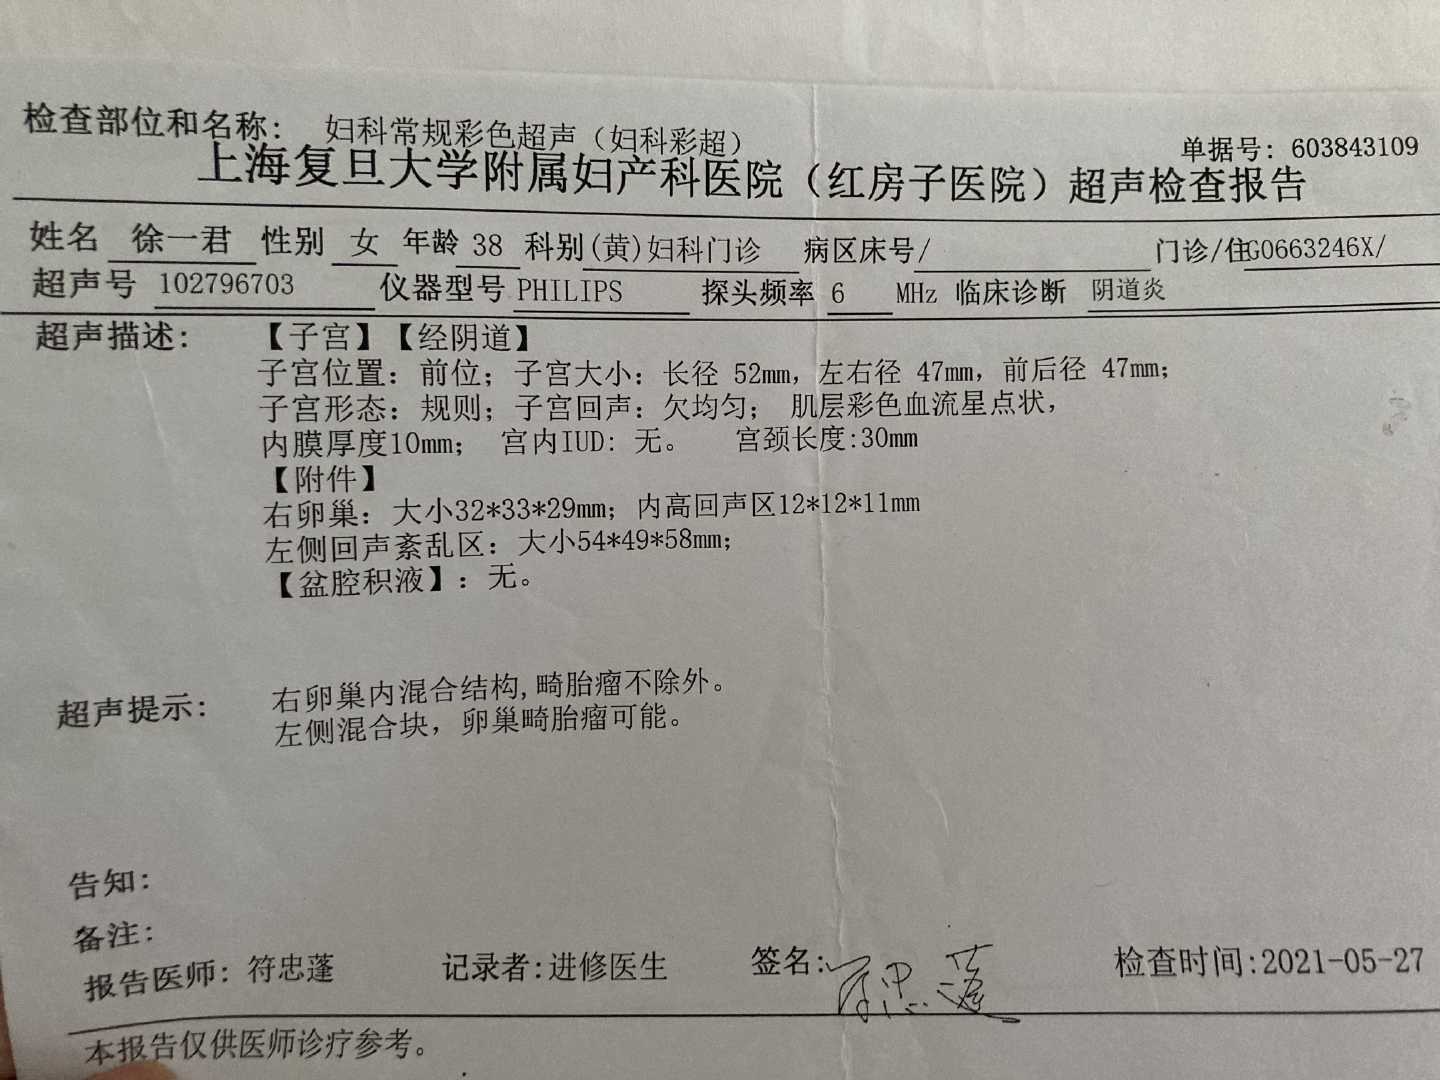 检查部位和名称: 妇科常规彩色超声（妇科彩超）
单据号: 603843109
上海复旦大学附属妇产科医院（红房子医院）超声检查报告
姓名 徐一君 性别 女 年龄 38 科别 (黄)妇科门诊 病区床号/ 门诊/住G0663246X/
超声号 102796703 仪器型号 PHILIPS 探头频率 6 MHz 临床诊断 阴道炎
超声描述: 【子宫】【经阴道】
子宫位置: 前位; 子宫大小: 长径 52mm, 左右径 47mm, 前后径 47mm;
子宫形态: 规则; 子宫回声: 欠均匀; 肌层彩色血流星点状,
内膜厚度10mm; 宫内IUD: 无。 宫颈长度:30mm
【附件】
右卵巢: 大小32*33*29mm; 内高回声区12*12*11mm
左侧回声紊乱区: 大小54*49*58mm;
【盆腔积液】: 无。
超声提示: 右卵巢内混合结构,畸胎瘤不除外。
左侧混合块, 卵巢畸胎瘤可能。
告知:
备注:
报告医师: 符忠蓬 记录者:进修医生 签名: 符忠蓬 检查时间:2021-05-27
本报告仅供医师诊疗参考。